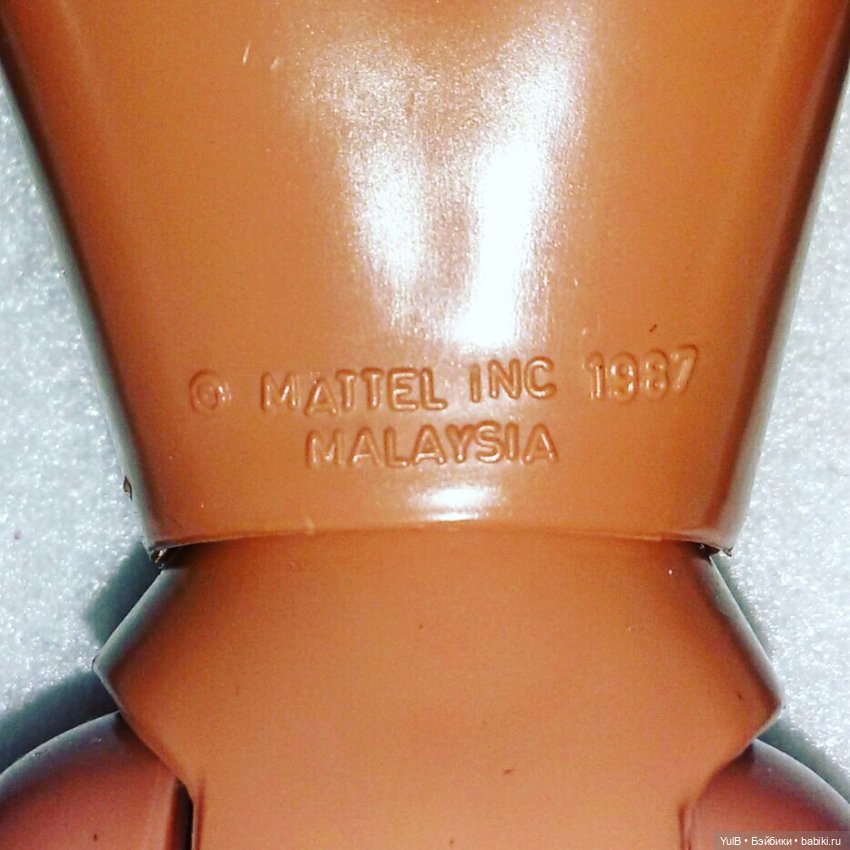 © MATTEL INC 1987
MALAYSIA
YulB • Бэйбики • babiki.ru